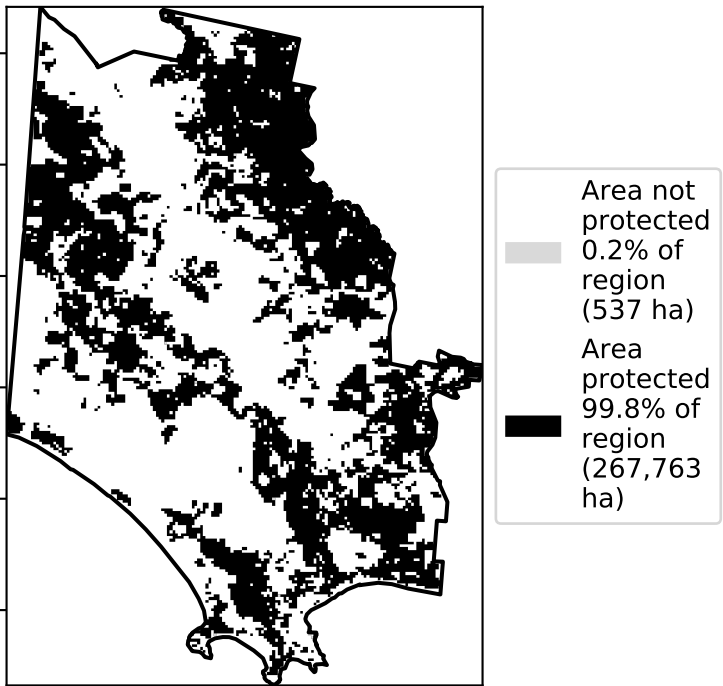 Area not
protected
0.2% of
region
(537 ha)
Area
protected
99.8% of
region
(267,763
ha)